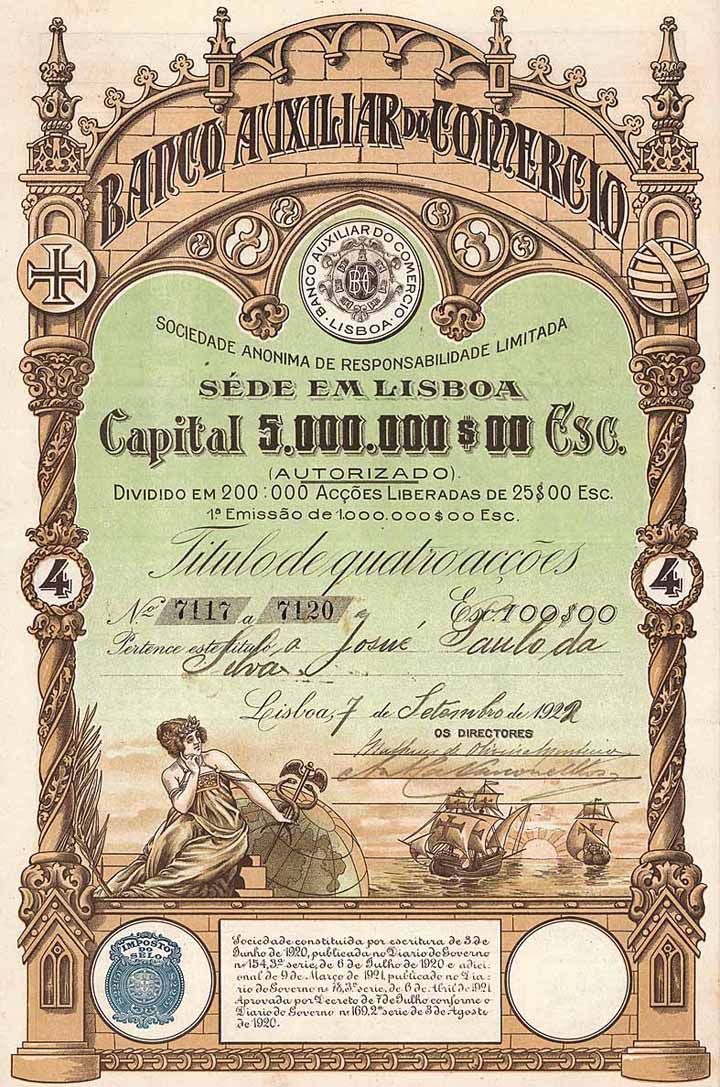 BANCO AUXILIAR DO COMERCIO
BANCO AUXILIAR DO COMERCIO
· LISBOA ·
SOCIEDADE ANONIMA DE RESPONSABILIDADE LIMITADA
SÉDE EM LISBOA
Capital 5.000.000$00 Esc.
(AUTORIZADO).
DIVIDIDO EM 200:000 ACÇÕES LIBERADAS DE 25$00 ESC.
1ª EMISSÃO DE 1.000.000$00 ESC.
Titulo de quatro acções
4
4
Nos 7117 a 7120 Esc. 100$00
Pertence este titulo a Josué Paulo da
Silva
Lisboa, 7 de Setembro de 1922
OS DIRECTORES
de Oliveira Monteiro
IMPOSTO
DO
SELO
Sociedade constituida por escritura de 3 de
Junho de 1920, publicada no Diario do Governo
nº 154, 3ª serie, de 6 de Julho de 1920 e adici-
onal de 9 de Março de 1921 publicado no Dia:
rio do Governo nº 78, 3ª serie, de 6 de Abril de 1921
Aprovada por Decreto de 7 de Julho conforme o
Diario do Governo nº 169, 2ª serie de 3 de Agosto
de 1920.